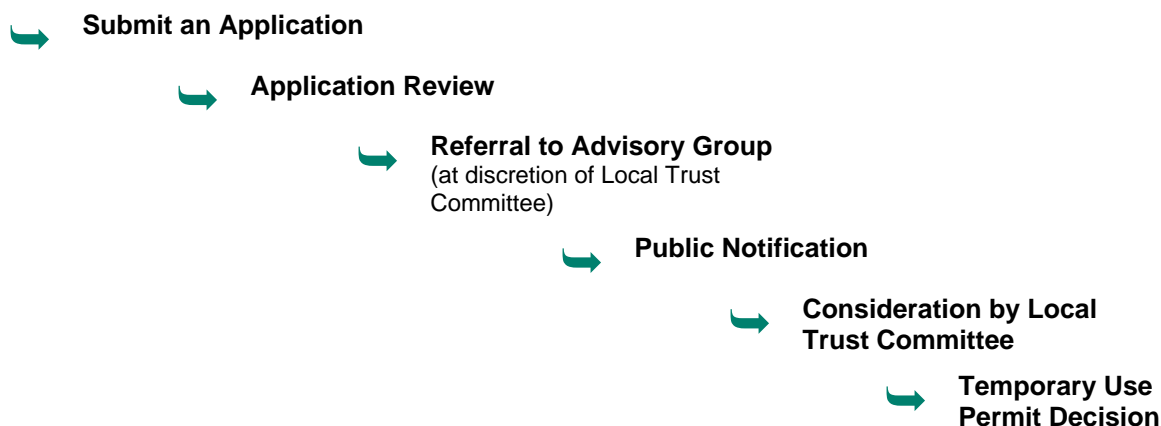 Submit an Application
Application Review
Referral to Advisory Group
(at discretion of Local Trust
Committee)
Public Notification
Consideration by Local
Trust Committee
Temporary Use
Permit Decision